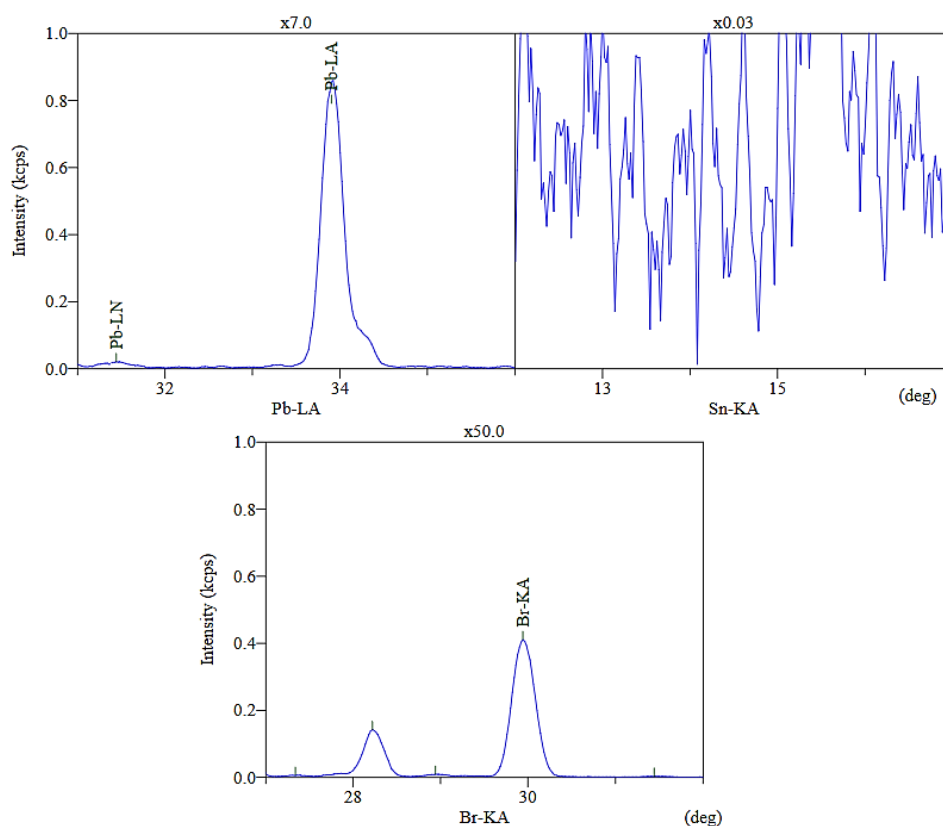 x7.0
x0.03
Intensity (kcps)
1.0
0.8
0.6
0.4
0.2
0.0
Pb-LN
Pb-LA
32
34
Pb-LA
13
15
Sn-KA
(deg)
x50.0
Intensity (kcps)
1.0
0.8
0.6
0.4
0.2
0.0
Br-KA
28
30
Br-KA
(deg)